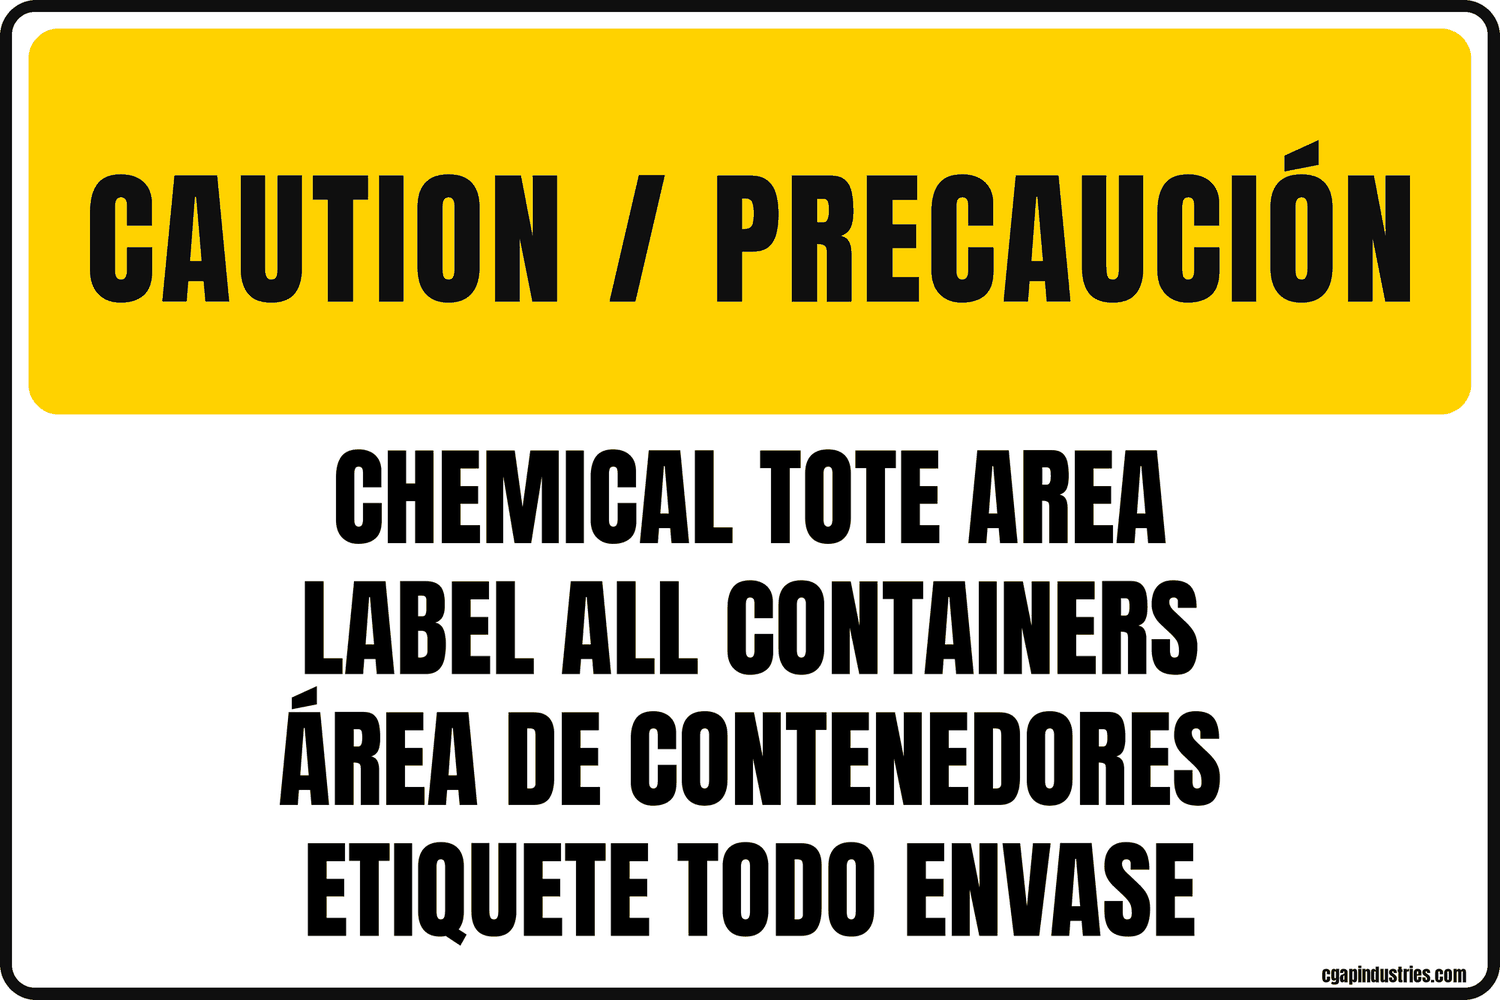 CAUTION / PRECAUCIÓN
CHEMICAL TOTE AREA
LABEL ALL CONTAINERS
ÁREA DE CONTENEDORES
ETIQUETE TODO ENVASE
cgapindustries.com